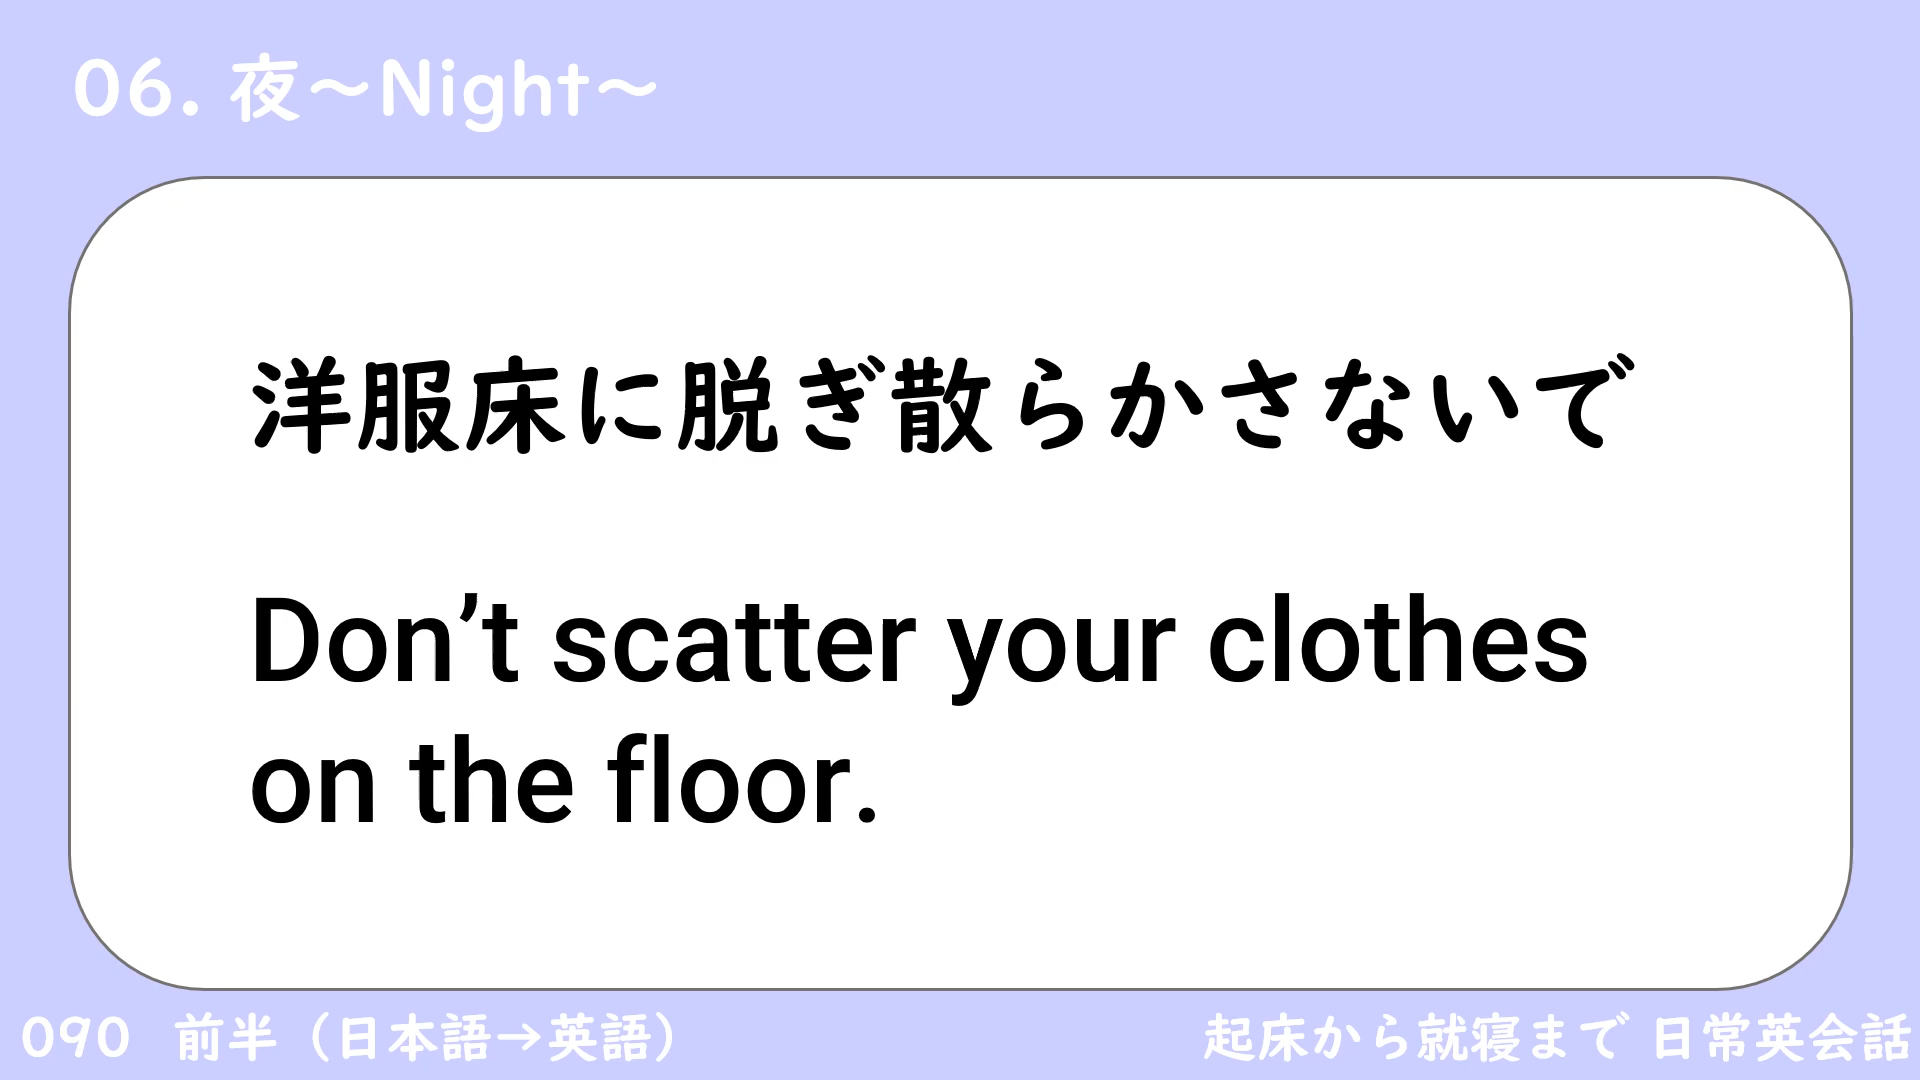 06. 夜〜Night〜
洋服床に脱ぎ散らかさないで
Don’t scatter your clothes
on the floor.
090 前半（日本語→英語）
起床から就寝まで 日常英会話